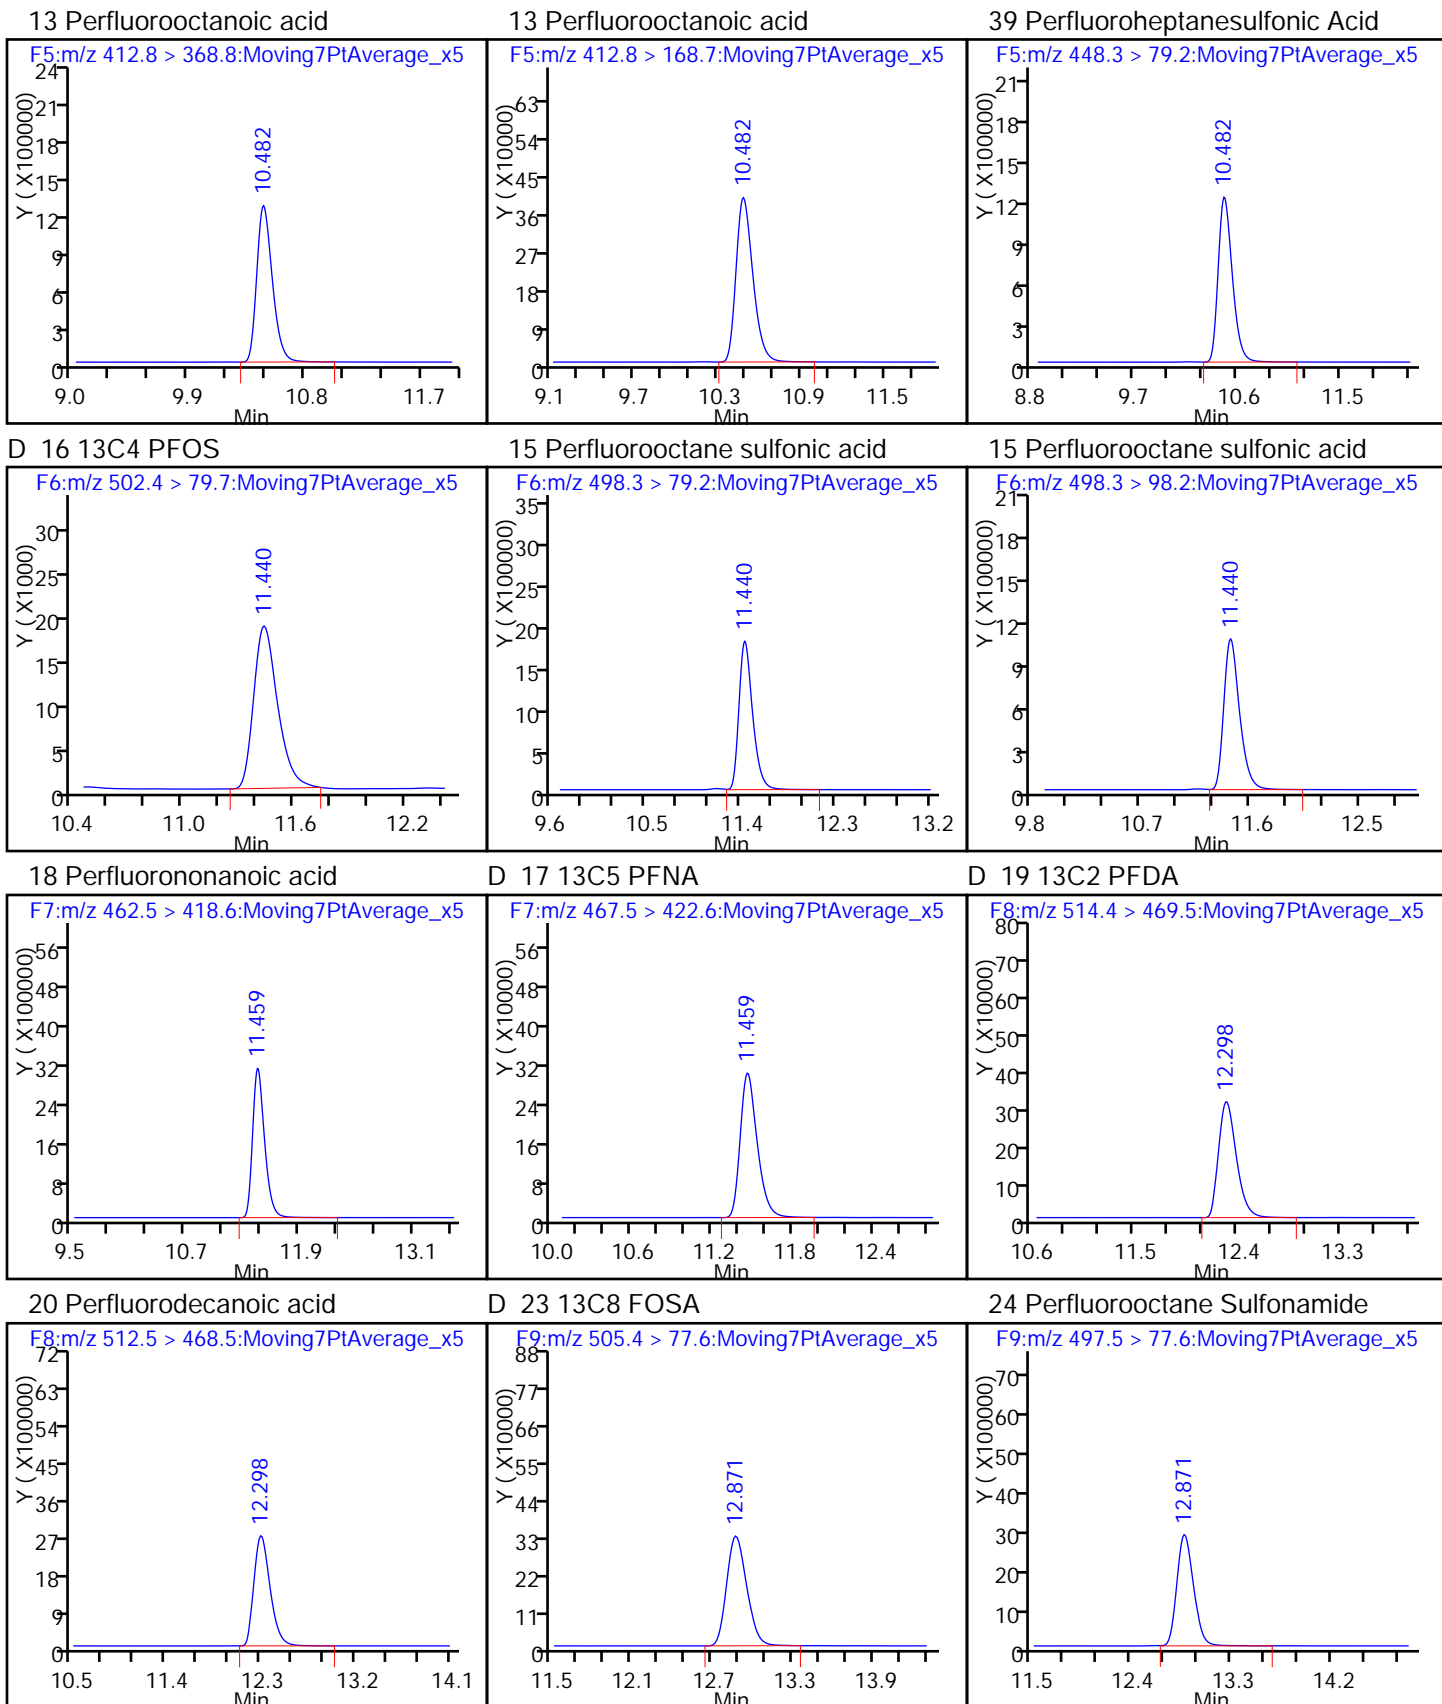 13 Perfluorooctanoic acid
F5:m/z 412.8 > 368.8:Moving7PtAverage_x5
Y ( X100000)
24
21
18
15
12
9
6
3
0
10.482
9.0 9.9 10.8 11.7
Min
13 Perfluorooctanoic acid
F5:m/z 412.8 > 168.7:Moving7PtAverage_x5
Y ( X10000)
63
54
45
36
27
18
9
0
10.482
9.1 9.7 10.3 10.9 11.5
Min
39 Perfluoroheptanesulfonic Acid
F5:m/z 448.3 > 79.2:Moving7PtAverage_x5
Y ( X100000)
21
18
15
12
9
6
3
0
10.482
8.8 9.7 10.6 11.5
Min
D 16 13C4 PFOS
F6:m/z 502.4 > 79.7:Moving7PtAverage_x5
Y ( X1000)
30
25
20
15
10
5
0
11.440
10.4 11.0 11.6 12.2
Min
15 Perfluorooctane sulfonic acid
F6:m/z 498.3 > 79.2:Moving7PtAverage_x5
Y ( X100000)
35
30
25
20
15
10
5
0
11.440
9.6 10.5 11.4 12.3 13.2
Min
15 Perfluorooctane sulfonic acid
F6:m/z 498.3 > 98.2:Moving7PtAverage_x5
Y ( X100000)
21
18
15
12
9
6
3
0
11.440
9.8 10.7 11.6 12.5
Min
18 Perfluorononanoic acid
F7:m/z 462.5 > 418.6:Moving7PtAverage_x5
Y ( X100000)
56
48
40
32
24
16
8
0
11.459
9.5 10.7 11.9 13.1
Min
D 17 13C5 PFNA
F7:m/z 467.5 > 422.6:Moving7PtAverage_x5
Y ( X10000)
56
48
40
32
24
16
8
0
11.459
10.0 10.6 11.2 11.8 12.4
Min
D 19 13C2 PFDA
F8:m/z 514.4 > 469.5:Moving7PtAverage_x5
Y ( X10000)
80
70
60
50
40
30
20
10
0
12.298
10.6 11.5 12.4 13.3
Min
20 Perfluorodecanoic acid
F8:m/z 512.5 > 468.5:Moving7PtAverage_x5
Y ( X100000)
72
63
54
45
36
27
18
9
0
12.298
10.5 11.4 12.3 13.2 14.1
Min
D 23 13C8 FOSA
F9:m/z 505.4 > 77.6:Moving7PtAverage_x5
Y ( X10000)
88
77
66
55
44
33
22
11
0
12.871
11.5 12.1 12.7 13.3 13.9
Min
24 Perfluorooctane Sulfonamide
F9:m/z 497.5 > 77.6:Moving7PtAverage_x5
Y ( X100000)
70
60
50
40
30
20
10
0
12.871
11.5 12.4 13.3 14.2
Min